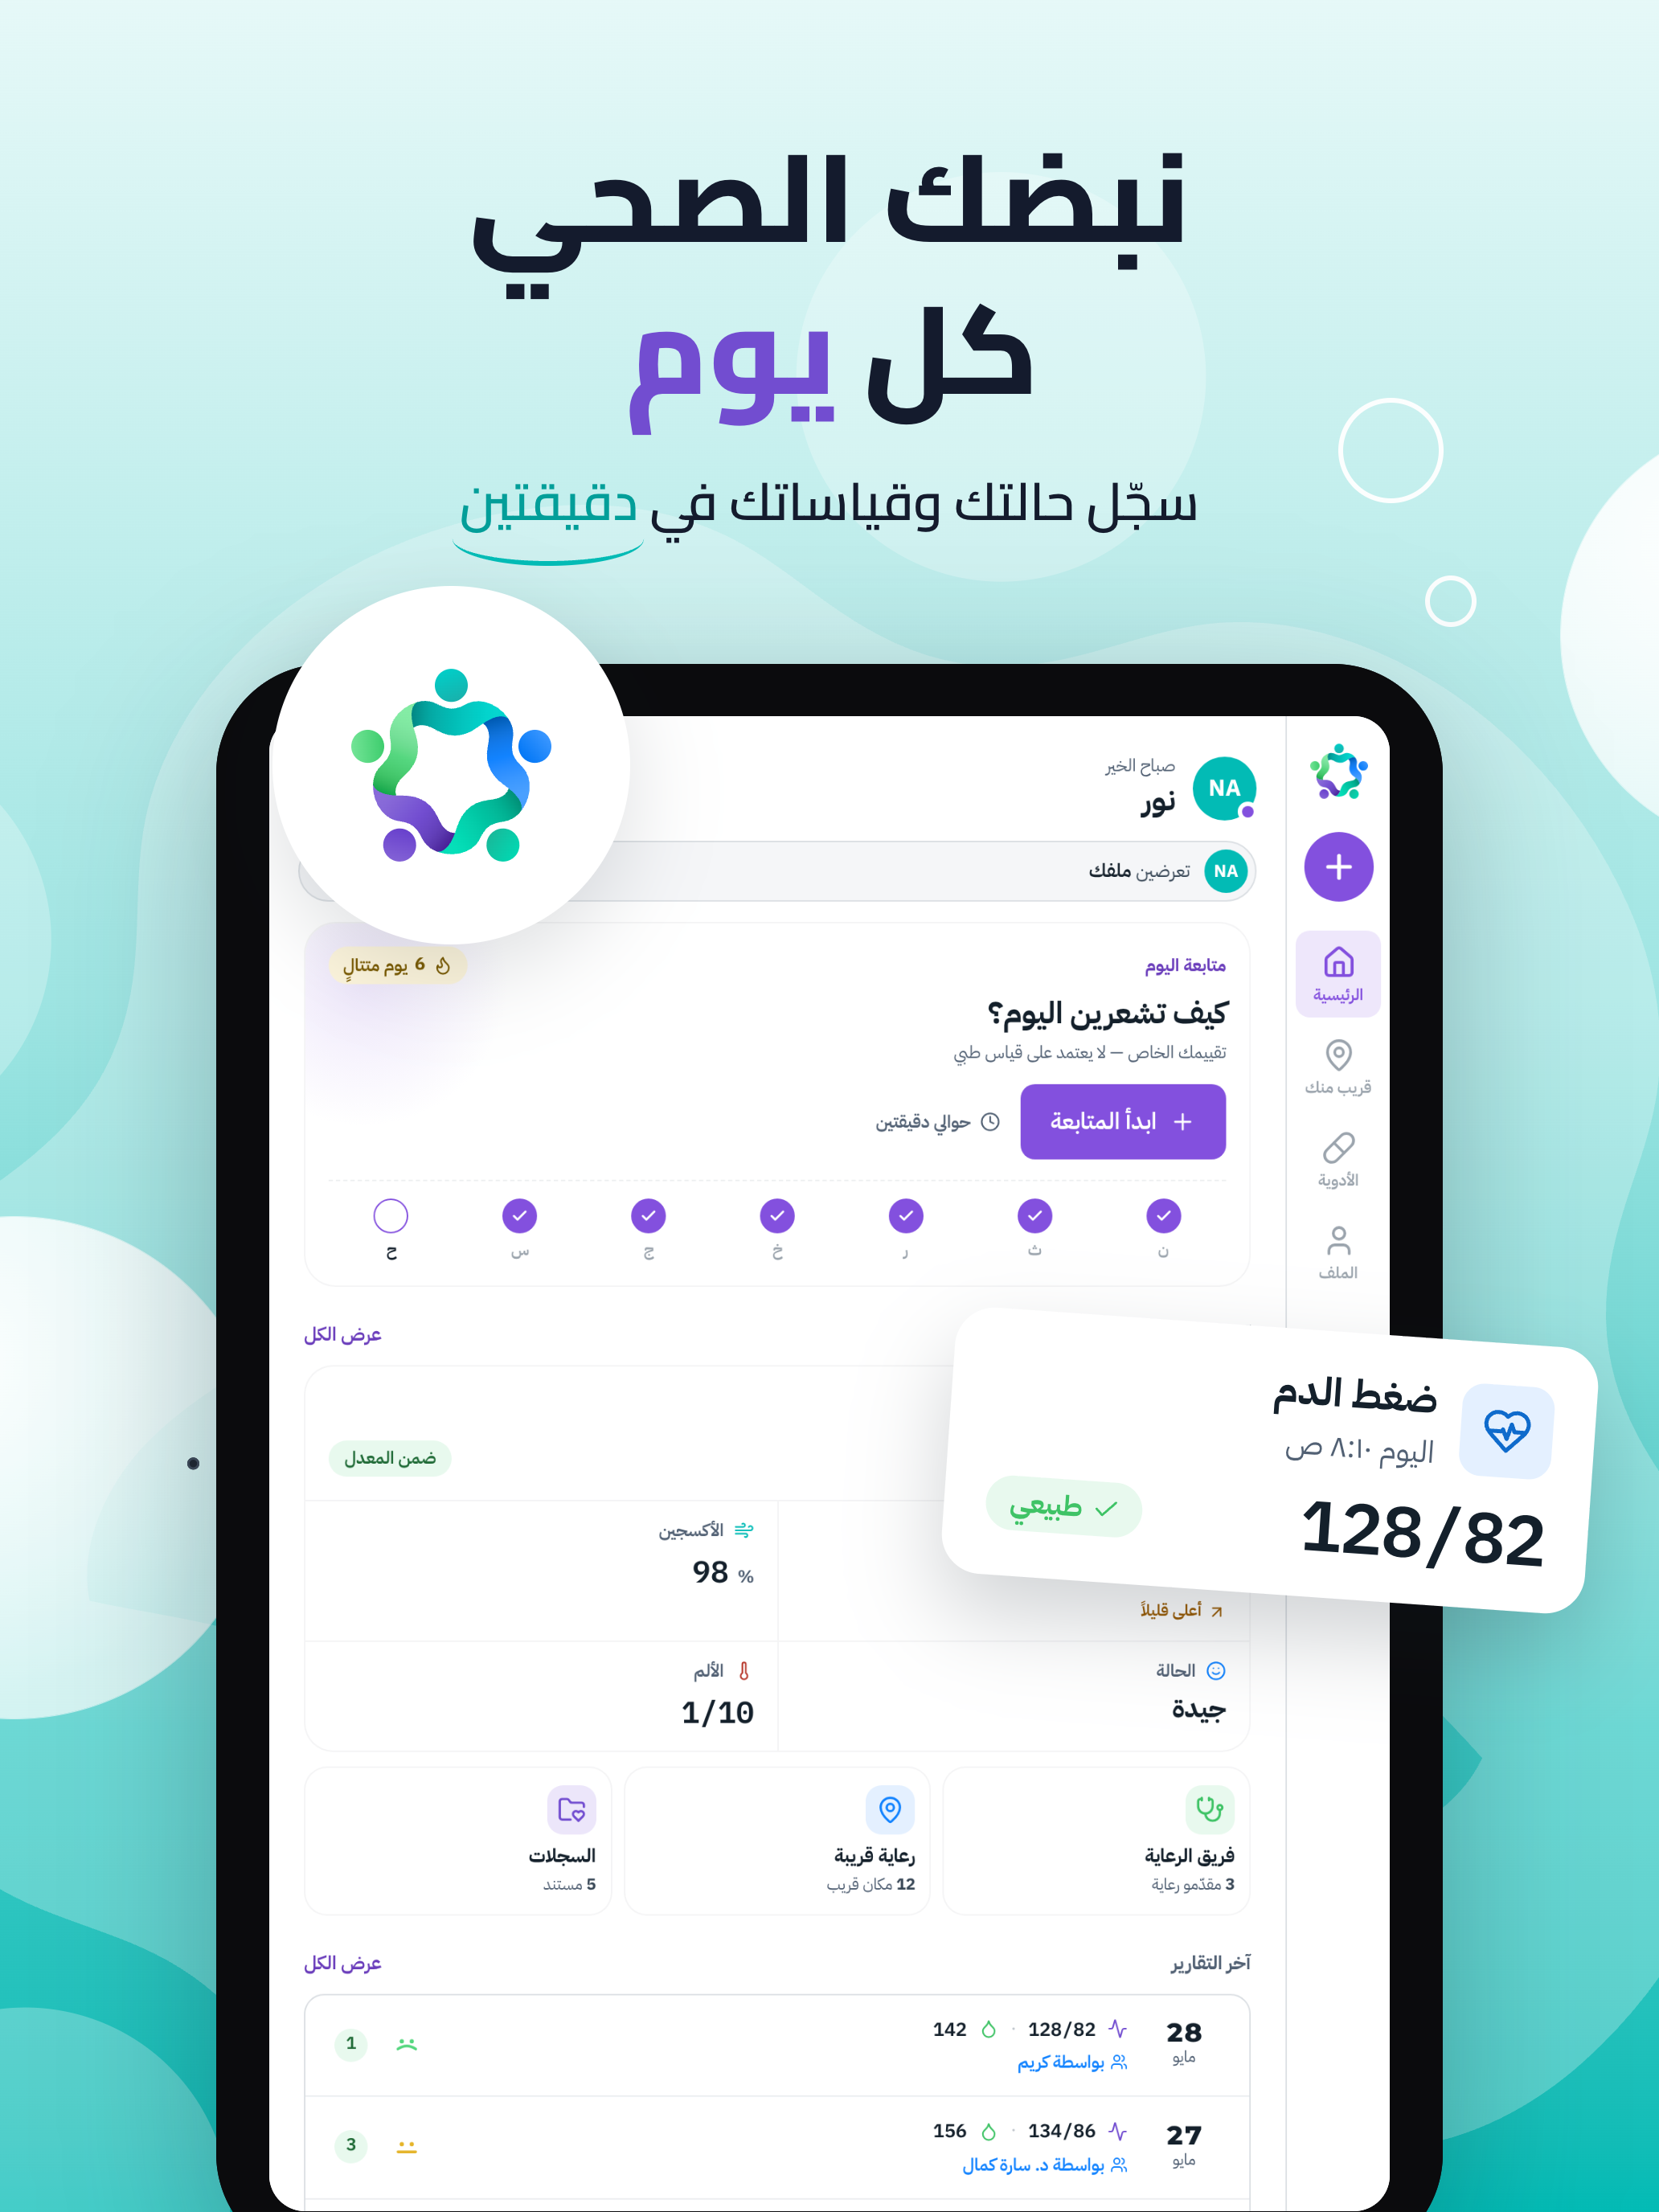 نبضك الصحي
كل يوم
سجّل حالتك وقياساتك في دقيقتين
صباح الخير
نور
NA
NA
تعرضين ملفك
الرئيسية
قريب منك
الأدوية
الملف
متابعة اليوم
6 يوم متتالٍ
كيف تشعرين اليوم؟
تقييمك الخاص — لا يعتمد على قياس طبي
ابدأ المتابعة
حوالي دقيقتين
ن ث ر خ ج س ح
عرض الكل
ضغط الدم
اليوم ٨:١٠ ص
128/82
طبيعي
ضمن المعدل
أعلى قليلاً
الأكسجين
98 %
الحالة
جيدة
الألم
1/10
فريق الرعاية
3 مقدّمو رعاية
رعاية قريبة
12 مكان قريب
السجلات
5 مستند
آخر التقارير
عرض الكل
28
مايو
128/82 · 142
بواسطة كريم
1
27
مايو
134/86 · 156
بواسطة د. سارة كمال
3